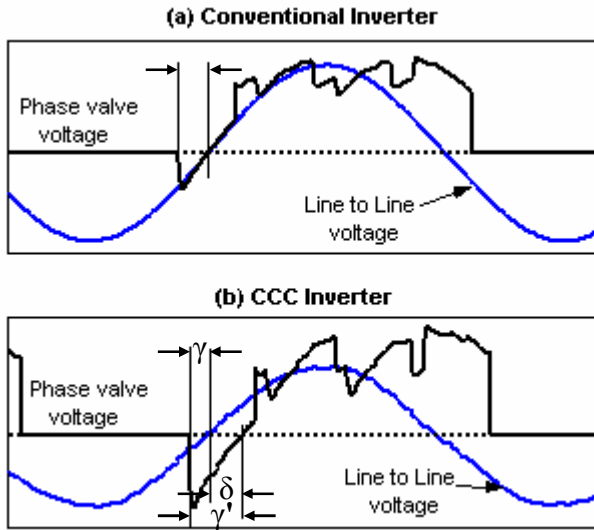 (a) Conventional Inverter
Phase valve
voltage
Line to Line
voltage
(b) CCC Inverter
γ
Phase valve
voltage
Line to Line
voltage
δ
γ'